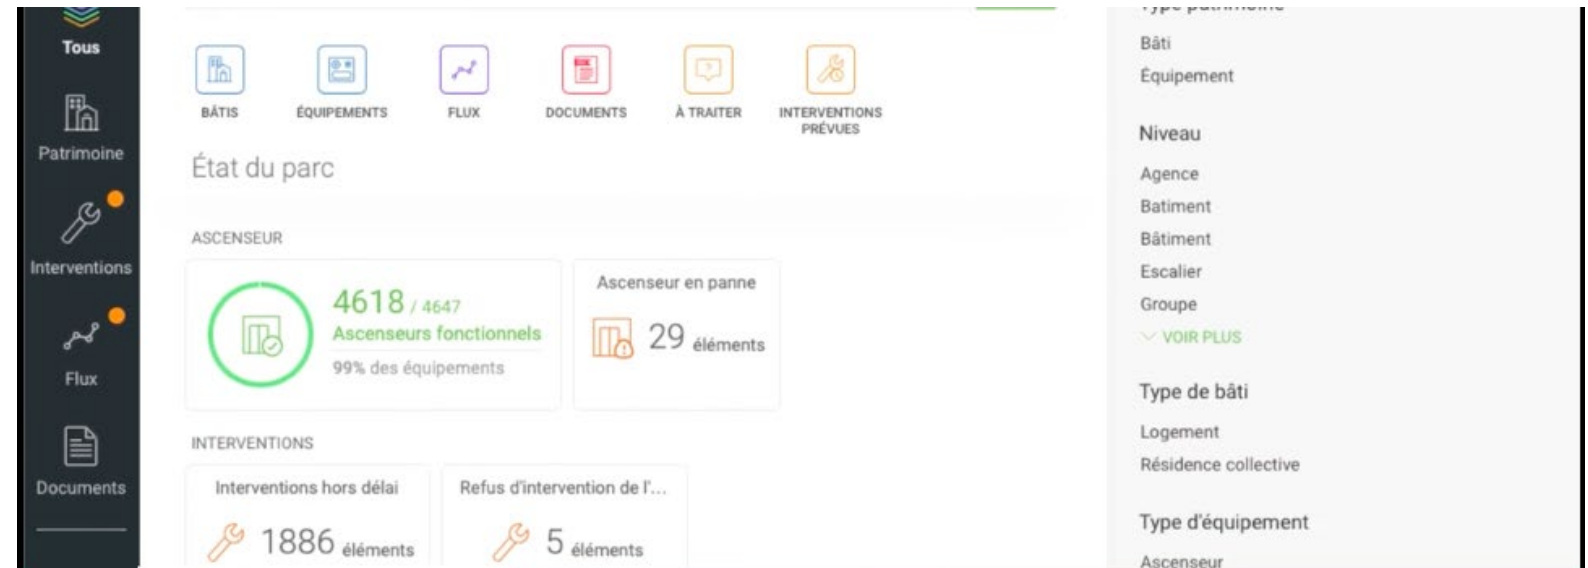 Tous
Patrimoine
Interventions
Flux
Documents
BÂTIS
ÉQUIPEMENTS
FLUX
DOCUMENTS
À TRAITER
INTERVENTIONS
PRÉVUES
État du parc
ASCENSEUR
4618 / 4647
Ascenseurs fonctionnels
99% des équipements
Ascenseur en panne
29 éléments
INTERVENTIONS
Interventions hors délai
1886 éléments
Refus d'intervention de l'...
5 éléments
Type patrimoine
Bâti
Équipement
Niveau
Agence
Batiment
Bâtiment
Escalier
Groupe
VOIR PLUS
Type de bâti
Logement
Résidence collective
Type d'équipement
Ascenseur